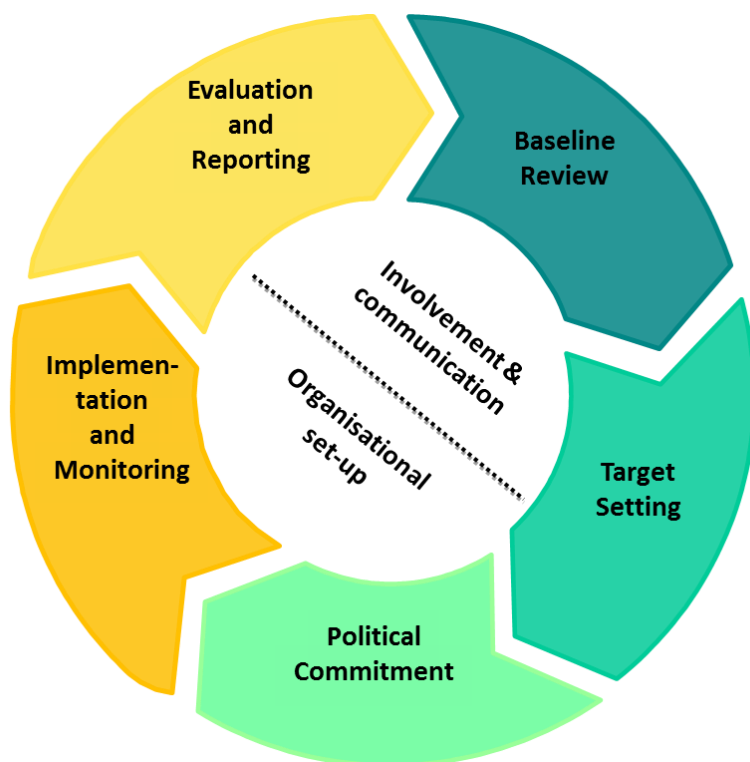 Evaluation
and
Reporting
Baseline
Review
Involvement &
communication
Organisational
set-up
Implemen-
tation
and
Monitoring
Target
Setting
Political
Commitment